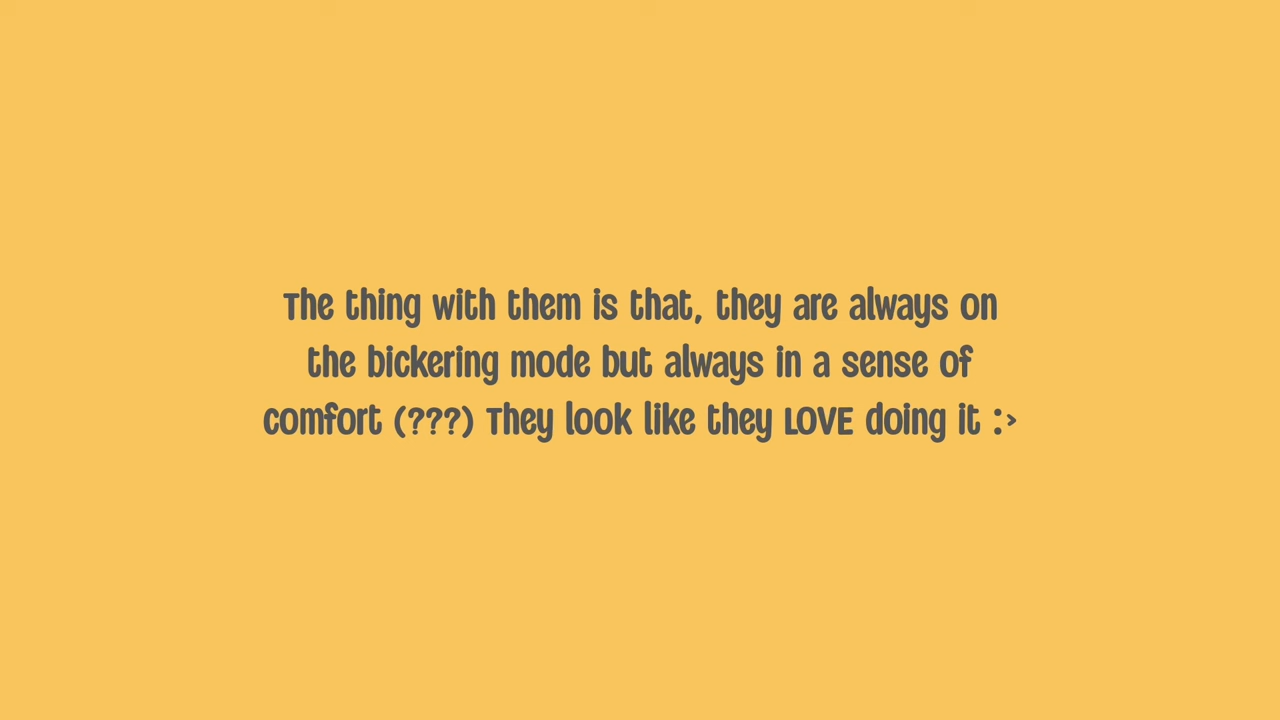 The thing with them is that, they are always on
the bickering mode but always in a sense of
comfort (???) They look like they LOVE doing it :>